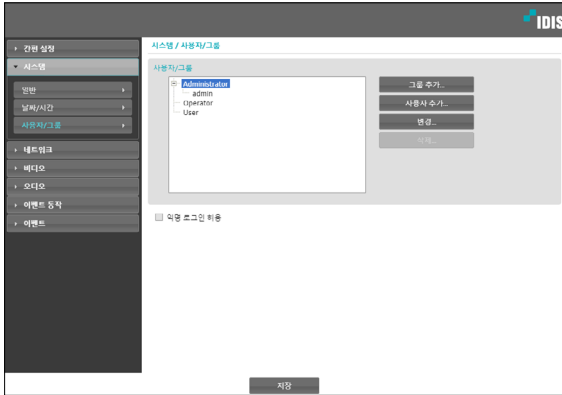 IDIS
간편 설정
시스템
일반
날짜/시간
사용자/그룹
네트워크
비디오
오디오
이벤트 동작
이벤트
시스템 / 사용자/그룹
사용자/그룹
Administrator
admin
Operator
User
그룹 추가...
사용자 추가...
변경...
삭제...
익명 로그인 허용
저장